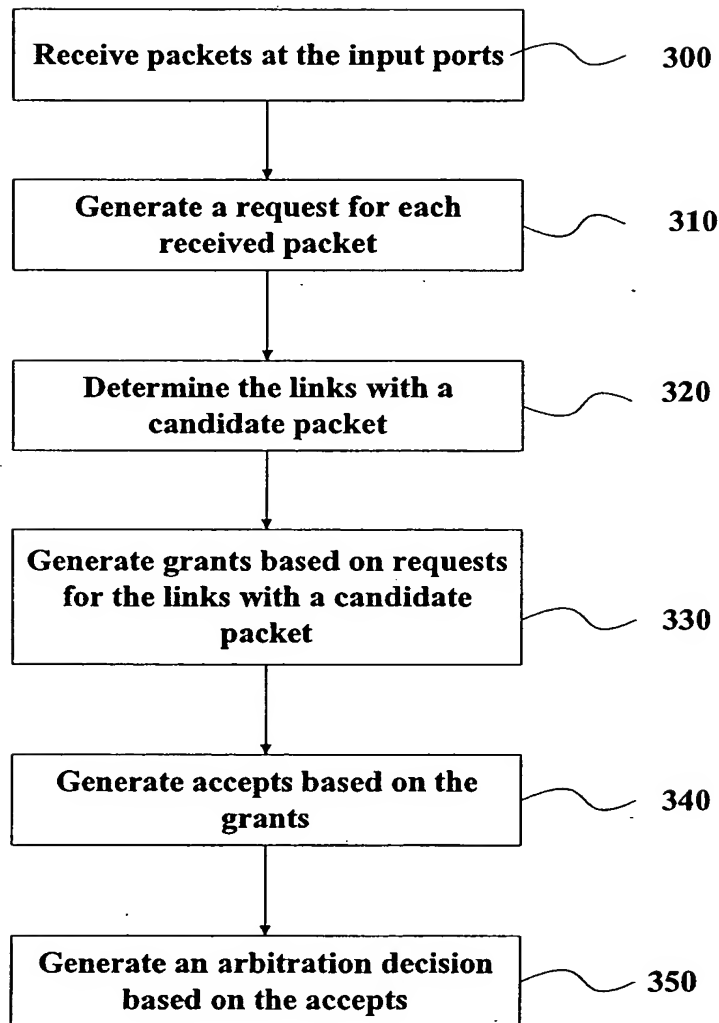 Receive packets at the input ports
300
Generate a request for each
received packet
310
Determine the links with a
candidate packet
320
Generate grants based on requests
for the links with a candidate
packet
330
Generate accepts based on the
grants
340
Generate an arbitration decision
based on the accepts
350